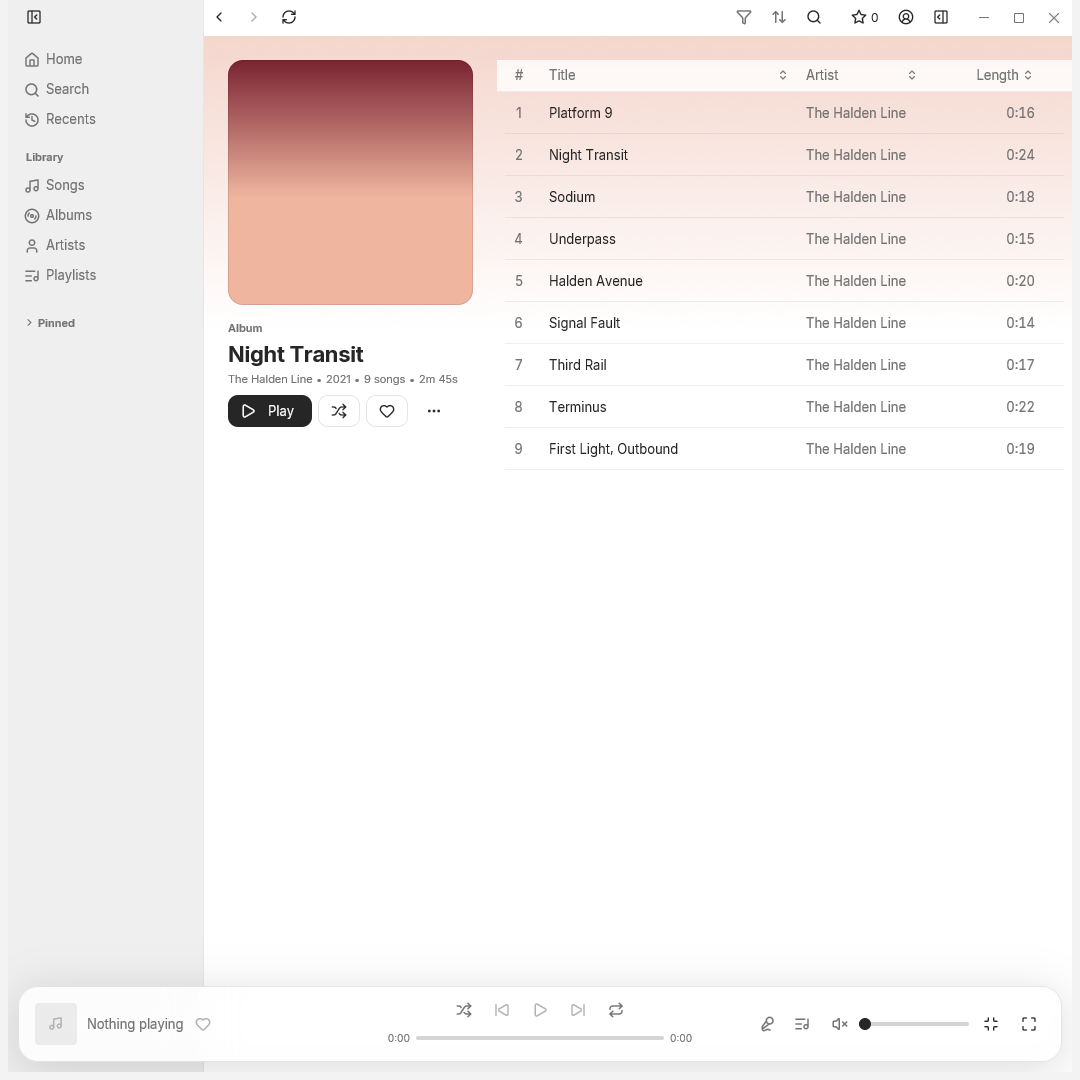 0
Home
Search
Recents
Library
Songs
Albums
Artists
Playlists
Pinned
Album
Night Transit
The Halden Line • 2021 • 9 songs • 2m 45s
Play
# Title Artist Length
1 Platform 9 The Halden Line 0:16
2 Night Transit The Halden Line 0:24
3 Sodium The Halden Line 0:18
4 Underpass The Halden Line 0:15
5 Halden Avenue The Halden Line 0:20
6 Signal Fault The Halden Line 0:14
7 Third Rail The Halden Line 0:17
8 Terminus The Halden Line 0:22
9 First Light, Outbound The Halden Line 0:19
Nothing playing
0:00 0:00